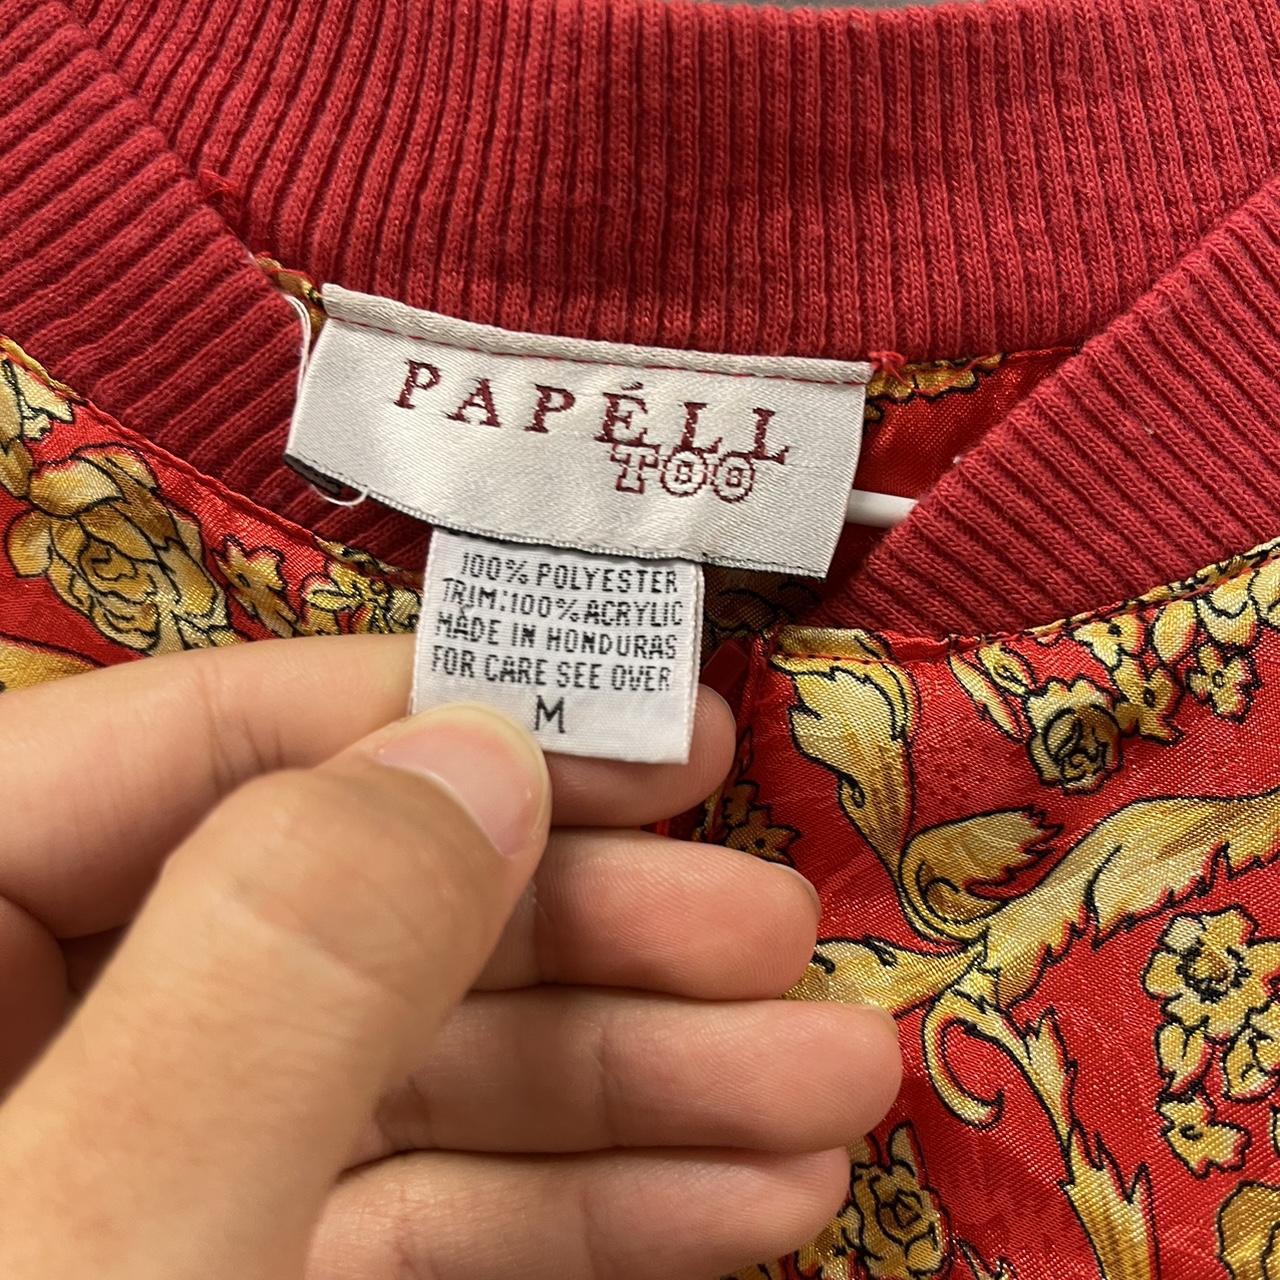 PAPÉLL
TOO
100% POLYESTER
TRIM:100% ACRYLIC
MADE IN HONDURAS
FOR CARE SEE OVER
M